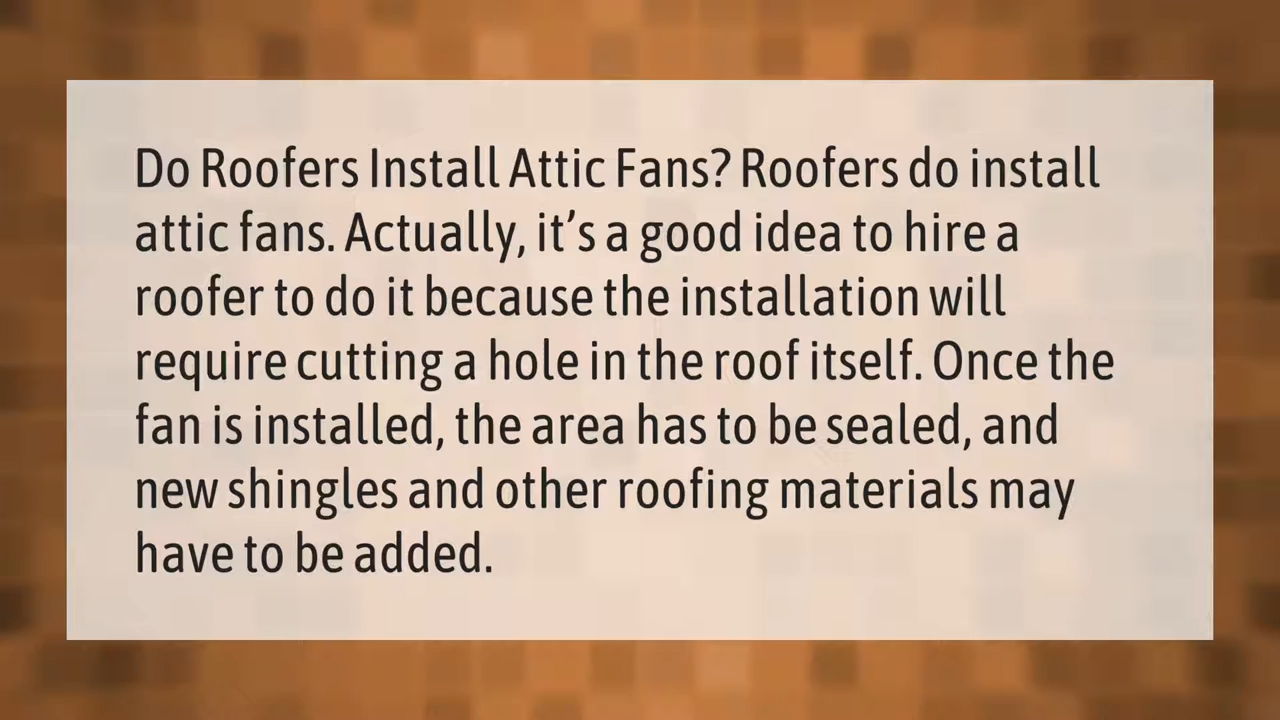 Do Roofers Install Attic Fans? Roofers do install
attic fans. Actually, it’s a good idea to hire a
roofer to do it because the installation will
require cutting a hole in the roof itself. Once the
fan is installed, the area has to be sealed, and
new shingles and other roofing materials may
have to be added.